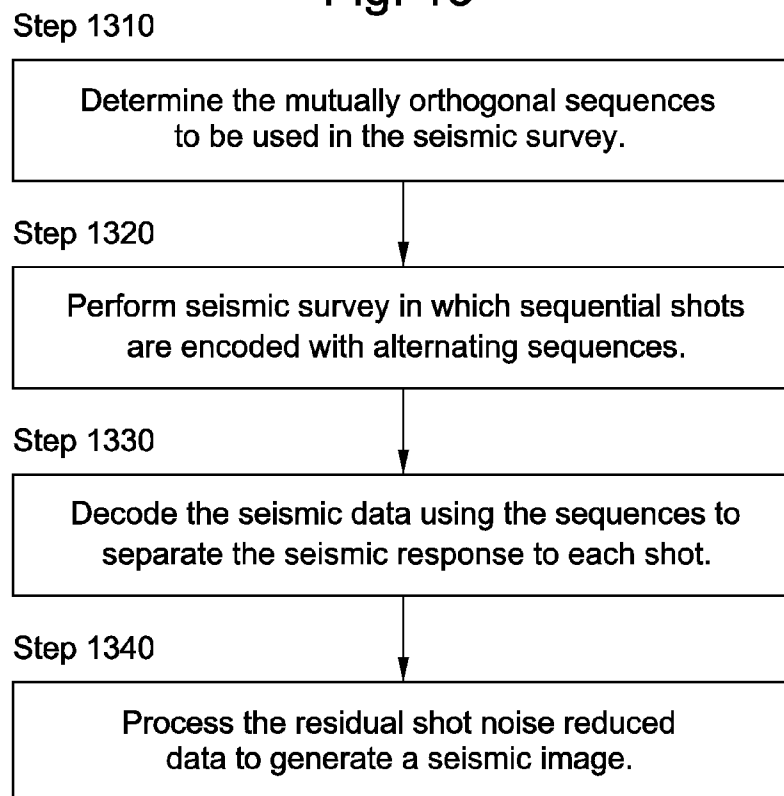 Step 1310
Determine the mutually orthogonal sequences
to be used in the seismic survey.
Step 1320
Perform seismic survey in which sequential shots
are encoded with alternating sequences.
Step 1330
Decode the seismic data using the sequences to
separate the seismic response to each shot.
Step 1340
Process the residual shot noise reduced
data to generate a seismic image.